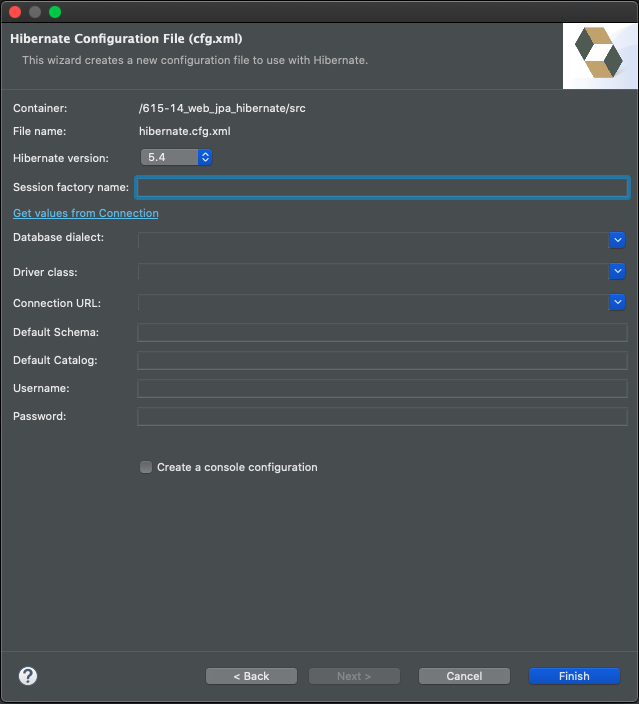 Hibernate Configuration File (cfg.xml)
This wizard creates a new configuration file to use with Hibernate.
Container: /615-14_web_jpa_hibernate/src
File name: hibernate.cfg.xml
Hibernate version: 5.4
Session factory name:
Get values from Connection
Database dialect:
Driver class:
Connection URL:
Default Schema:
Default Catalog:
Username:
Password:
Create a console configuration
? < Back Next > Cancel Finish